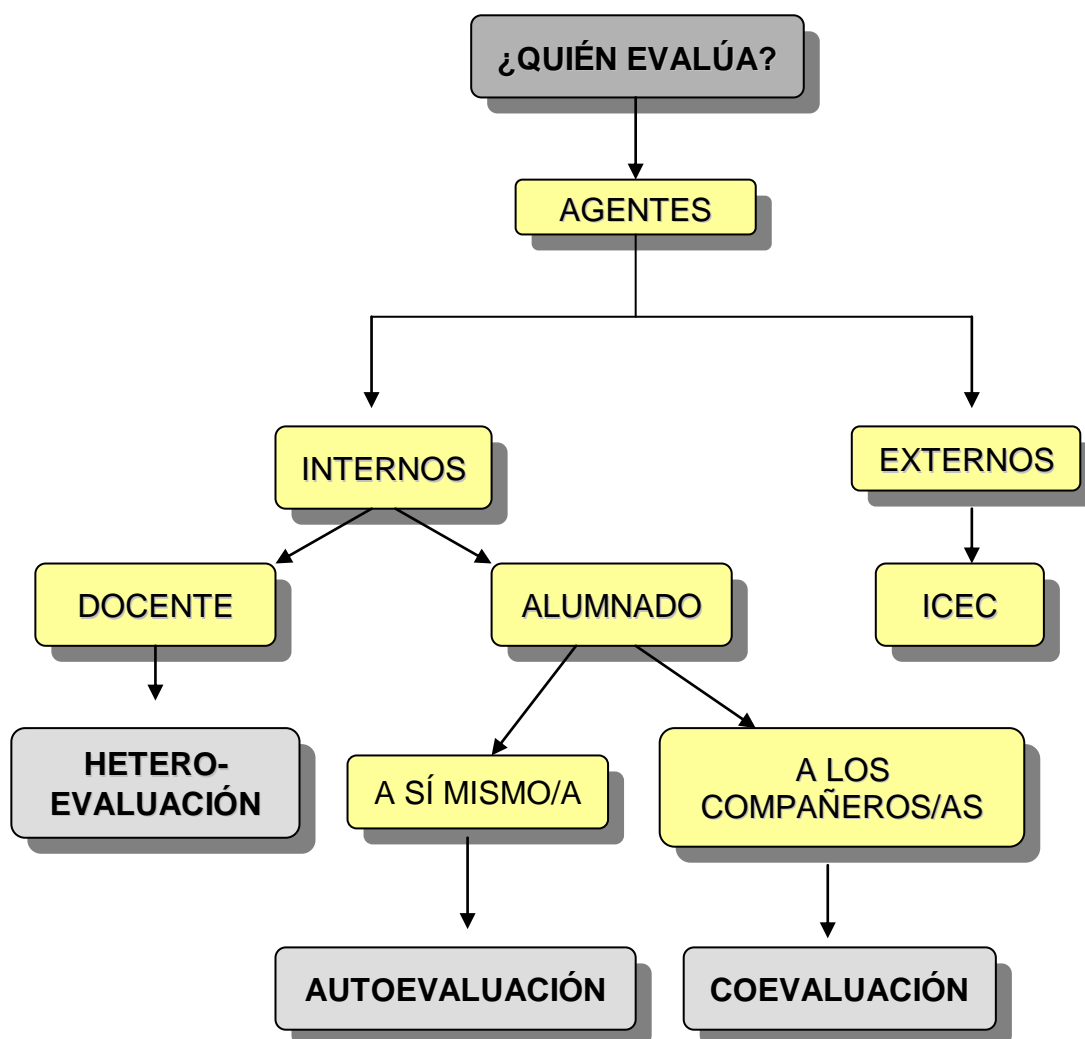 ¿QUIÉN EVALÚA?
AGENTES
INTERNOS
EXTERNOS
DOCENTE
ALUMNADO
ICEC
HETERO-
EVALUACIÓN
A SÍ MISMO/A
A LOS
COMPAÑEROS/AS
AUTOEVALUACIÓN
COEVALUACIÓN